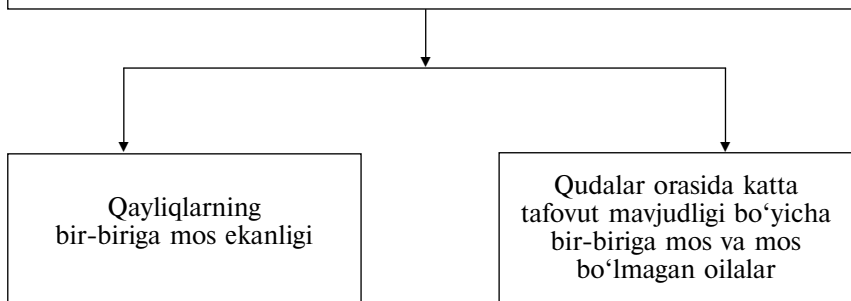 Qayliqlarning
bir-biriga mos ekanligi
Qudalar orasida katta
tafovut mavjudligi bo‘yicha
bir-biriga mos va mos
bo‘lmagan oilalar